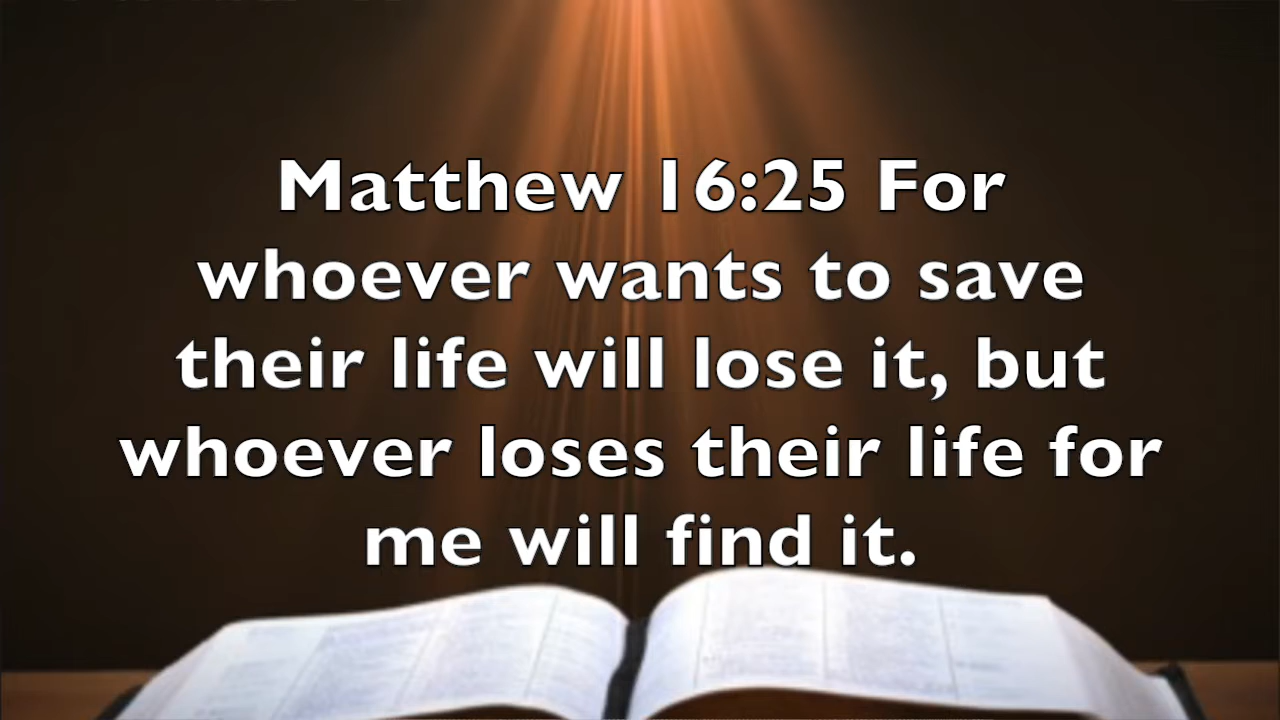 Matthew 16:25 For
whoever wants to save
their life will lose it, but
whoever loses their life for
me will find it.